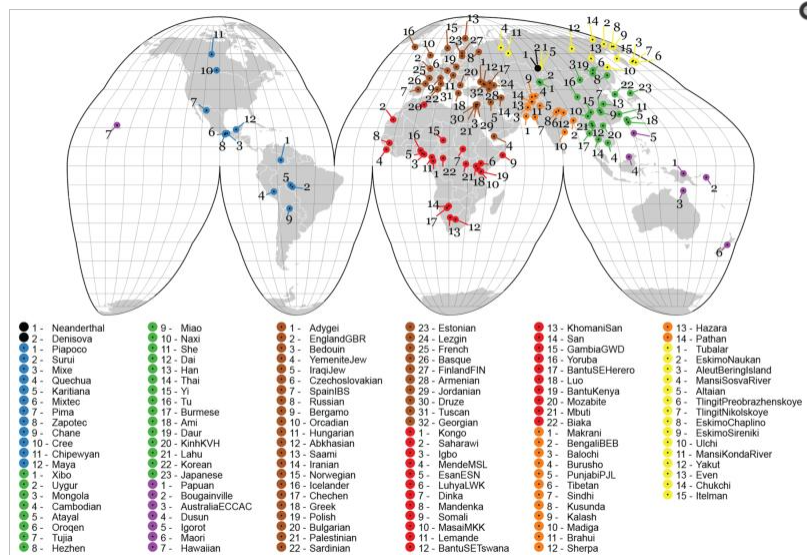 1 - Neanderthal
2 - Denisova
1 - Piapoco
2 - Surui
3 - Mixe
4 - Quechua
5 - Karitiana
6 - Mixtec
7 - Pima
8 - Zapotec
9 - Chane
10 - Cree
11 - Chipewyan
12 - Maya
1 - Xibo
2 - Uygur
3 - Mongola
4 - Cambodian
5 - Atayal
6 - Oroqen
7 - Tujia
8 - Hezhen
9 - Miao
10 - Naxi
11 - She
12 - Dai
13 - Han
14 - Thai
15 - Yi
16 - Tu
17 - Burmese
18 - Ami
19 - Daur
20 - KinhKVH
21 - Lahu
22 - Korean
23 - Japanese
1 - Papuan
2 - Bougainville
3 - AustraliaECCAC
4 - Dusun
5 - Igorot
6 - Maori
7 - Hawaiian
1 - Adygei
2 - EnglandGBR
3 - Bedouin
4 - YemeniteJew
5 - IraqiJew
6 - Czechoslovakian
7 - SpainIBS
8 - Russian
9 - Bergamo
10 - Orcadian
11 - Hungarian
12 - Abkhasian
13 - Saami
14 - Iranian
15 - Norwegian
16 - Icelander
17 - Chechen
18 - Greek
19 - Polish
20 - Bulgarian
21 - Palestinian
22 - Sardinian
23 - Estonian
24 - Lezgin
25 - French
26 - Basque
27 - FinlandFIN
28 - Armenian
29 - Jordanian
30 - Druze
31 - Tuscan
32 - Georgian
1 - Kongo
2 - Saharawi
3 - Igbo
4 - MendeMSL
5 - EsanESN
6 - LuhyaLWK
7 - Dinka
8 - Mandenka
9 - Somali
10 - MasaiMKK
11 - Lemande
12 - BantuSETswana
13 - KhomaniSan
14 - San
15 - GambiaGWD
16 - Yoruba
17 - BantuSEHerero
18 - Luo
19 - BantuKenya
20 - Mozabite
21 - Mbuti
22 - Biaka
1 - Makrani
2 - BengaliBEB
3 - Balochi
4 - Burusho
5 - PunjabiPJL
6 - Tibetan
7 - Sindhi
8 - Kusunda
9 - Kalash
10 - Madiga
11 - Brahui
12 - Sherpa
13 - Hazara
14 - Pathan
1 - Tubalar
2 - EskimoNaukan
3 - AleutBeringIsland
4 - MansiSosvaRiver
5 - Altaian
6 - TlingitPreobrazhenskoye
7 - TlingitNikolskoye
8 - EskimoChaplino
9 - EskimoSireniki
10 - Ulchi
11 - MansiKondaRiver
12 - Yakut
13 - Even
14 - Chukchi
15 - Itelman